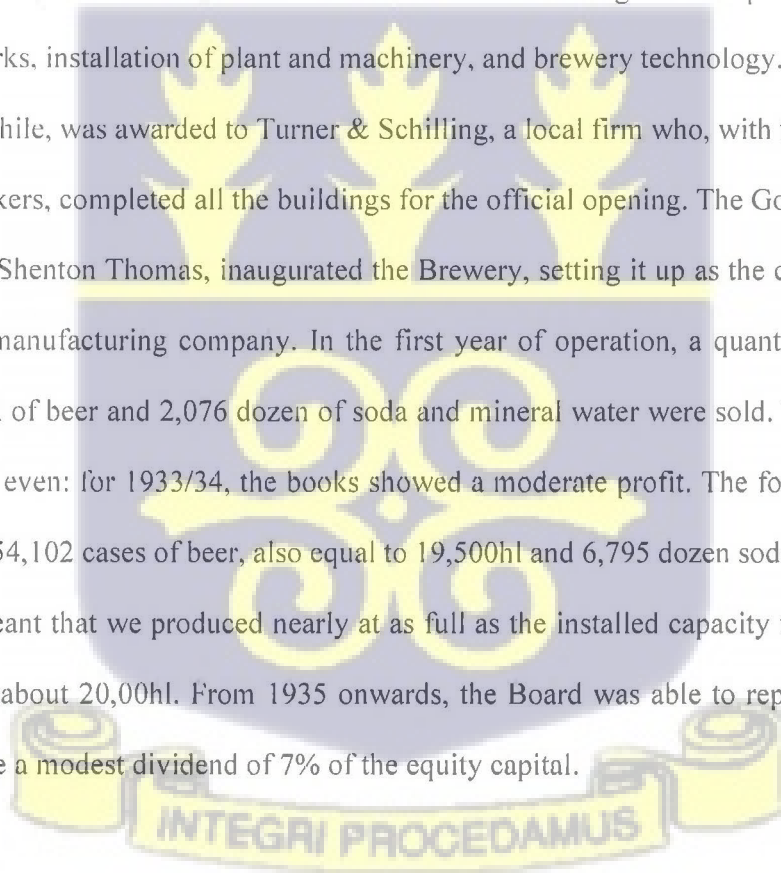 rks, installation of plant and machinery, and brewery technology.
hile, was awarded to Turner & Schilling, a local firm who, with
kers, completed all the buildings for the official opening. The Go
Shenton Thomas, inaugurated the Brewery, setting it up as the
manufacturing company. In the first year of operation, a quant
of beer and 2,076 dozen of soda and mineral water were sold.
even: for 1933/34, the books showed a moderate profit. The fo
54,102 cases of beer, also equal to 19,500hl and 6,795 dozen sod
eant that we produced nearly at as full as the installed capacity
about 20,00hl. From 1935 onwards, the Board was able to rep
e a modest dividend of 7% of the equity capital.
INTEGRI PROCEDAMUS